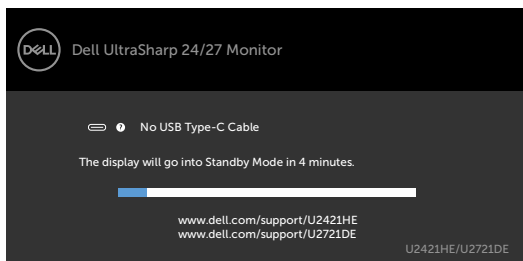 DELL
Dell UltraSharp 24/27 Monitor
? No USB Type-C Cable
The display will go into Standby Mode in 4 minutes.
www.dell.com/support/U2421HE
www.dell.com/support/U2721DE
U2421HE/U2721DE